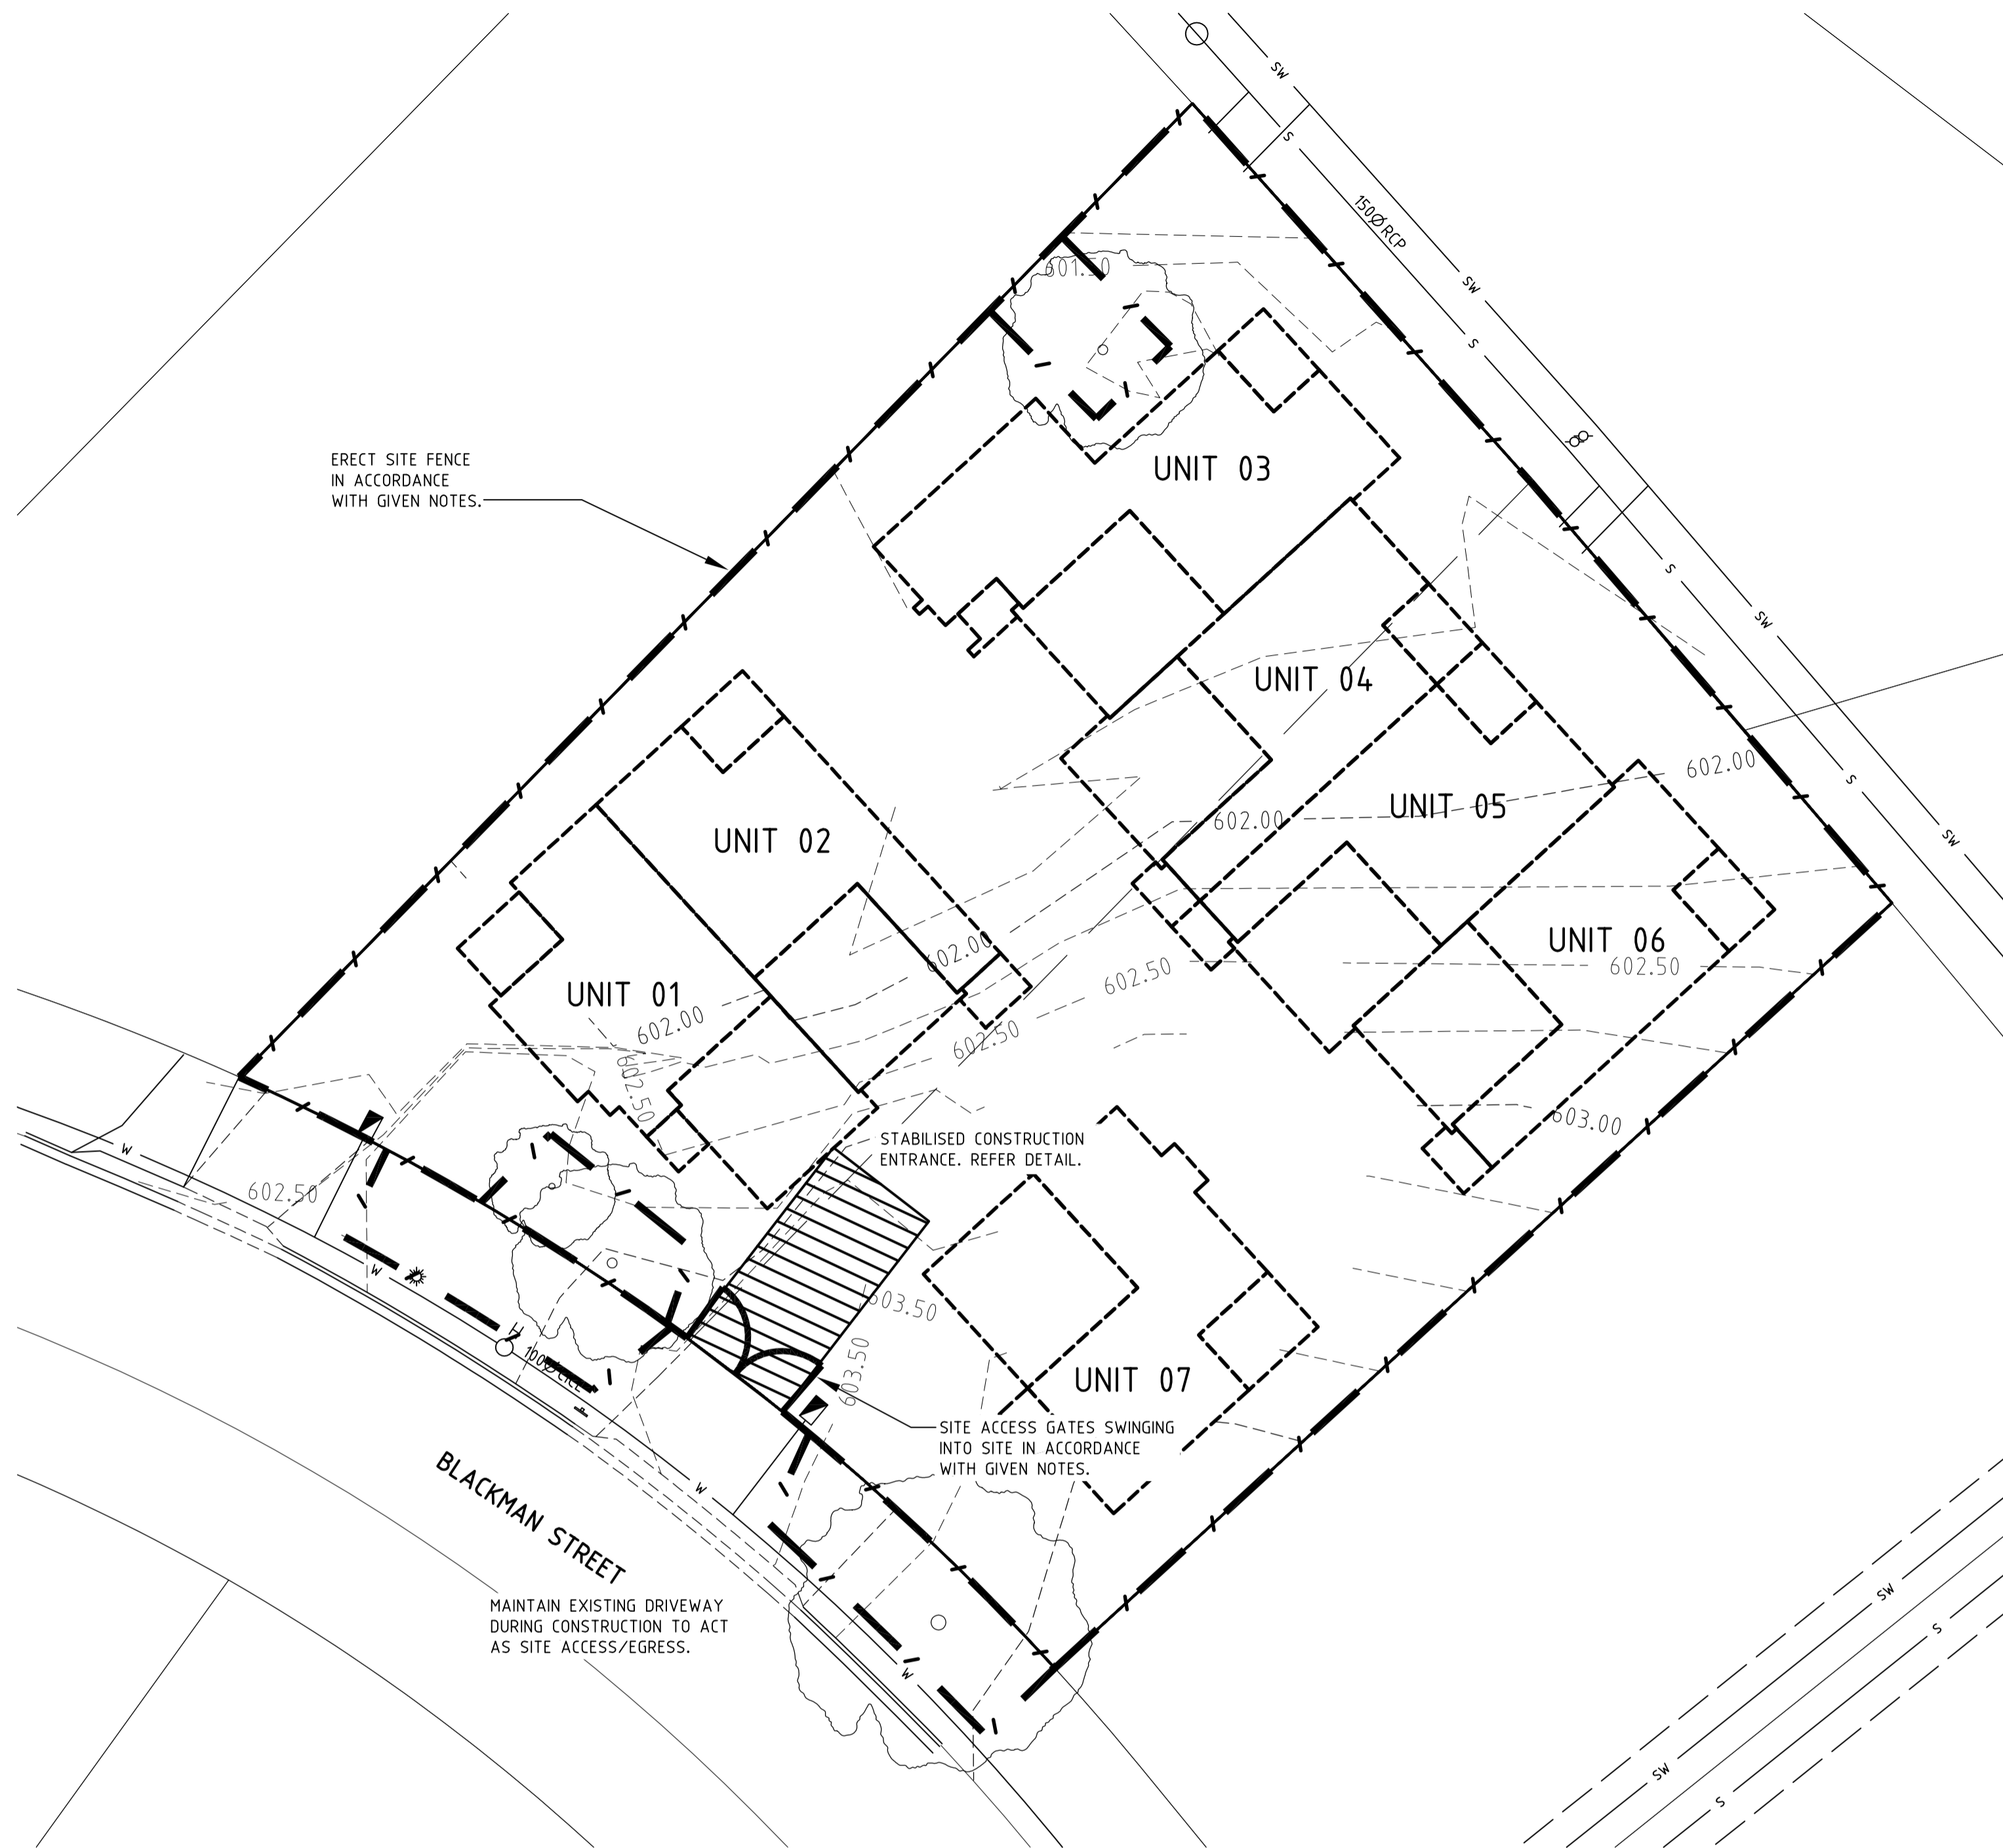 SW
S
150ØRCP
SW
601.50
S
ERECT SITE FENCE
IN ACCORDANCE
WITH GIVEN NOTES.
UNIT 03
S
SW
UNIT 04
602.00
S
UNIT 05
602.00
UNIT 02
SW
UNIT 06
602.00
602.50
602.50
UNIT 01
602.00
602.50
602.50
603.00
STABILISED CONSTRUCTION
ENTRANCE. REFER DETAIL.
W
602.50
W
603.50
H
603.50
UNIT 07
SITE ACCESS GATES SWINGING
INTO SITE IN ACCORDANCE
WITH GIVEN NOTES.
W
BLACKMAN STREET
MAINTAIN EXISTING DRIVEWAY
DURING CONSTRUCTION TO ACT
AS SITE ACCESS/EGRESS.
W
SW
S
SW
S